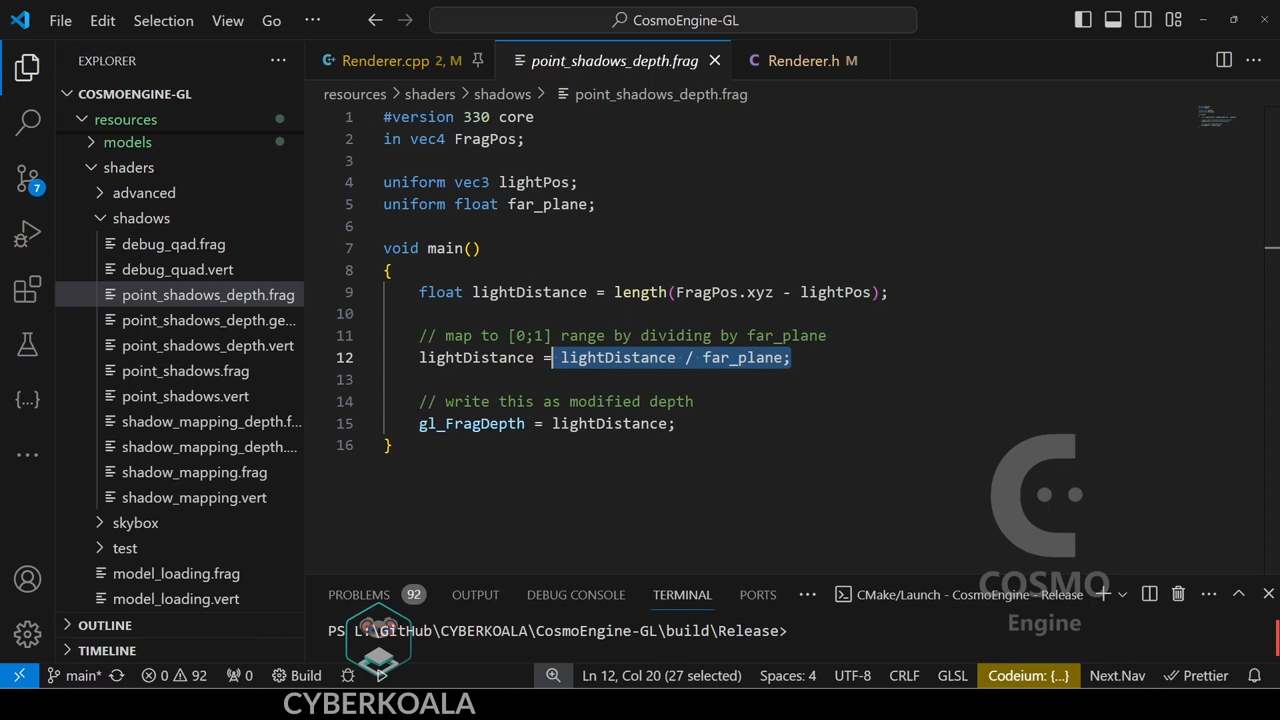 File Edit Selection View Go ··· CosmoEngine-GL
EXPLORER ···
COSMOENGINE-GL
resources
models
shaders
advanced
shadows
debug_qad.frag
debug_quad.vert
point_shadows_depth.frag
point_shadows_depth.ge...
point_shadows_depth.vert
point_shadows.frag
point_shadows.vert
shadow_mapping_depth.f...
shadow_mapping_depth....
shadow_mapping.frag
shadow_mapping.vert
skybox
test
model_loading.frag
model_loading.vert
OUTLINE
TIMELINE
7
Renderer.cpp 2, M point_shadows_depth.frag Renderer.h M
resources > shaders > shadows > point_shadows_depth.frag
1 #version 330 core
2 in vec4 FragPos;
3
4 uniform vec3 lightPos;
5 uniform float far_plane;
6
7 void main()
8 {
9 float lightDistance = length(FragPos.xyz - lightPos);
10
11 // map to [0;1] range by dividing by far_plane
12 lightDistance = lightDistance / far_plane;
13
14 // write this as modified depth
15 gl_FragDepth = lightDistance;
16 }
COSMO
Engine
PROBLEMS 92 OUTPUT DEBUG CONSOLE TERMINAL PORTS ··· CMake/Launch - CosmoEngine-GL - Release
PS L:\GitHub\CYBERKOALA\CosmoEngine-GL\build\Release>
main* 0 92 0 Build Ln 12, Col 20 (27 selected) Spaces: 4 UTF-8 CRLF GLSL Codeium: {...} Next.Nav Prettier
CYBERKOALA